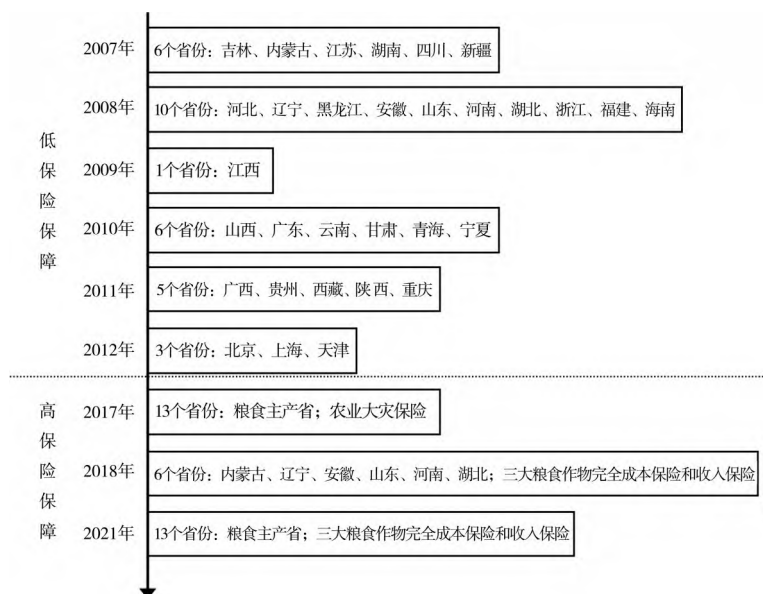 低保险保障
2007年 6个省份：吉林、内蒙古、江苏、湖南、四川、新疆
2008年 10个省份：河北、辽宁、黑龙江、安徽、山东、河南、湖北、浙江、福建、海南
2009年 1个省份：江西
2010年 6个省份：山西、广东、云南、甘肃、青海、宁夏
2011年 5个省份：广西、贵州、西藏、陕西、重庆
2012年 3个省份：北京、上海、天津
高保险保障
2017年 13个省份：粮食主产省；农业大灾保险
2018年 6个省份：内蒙古、辽宁、安徽、山东、河南、湖北；三大粮食作物完全成本保险和收入保险
2021年 13个省份：粮食主产省；三大粮食作物完全成本保险和收入保险